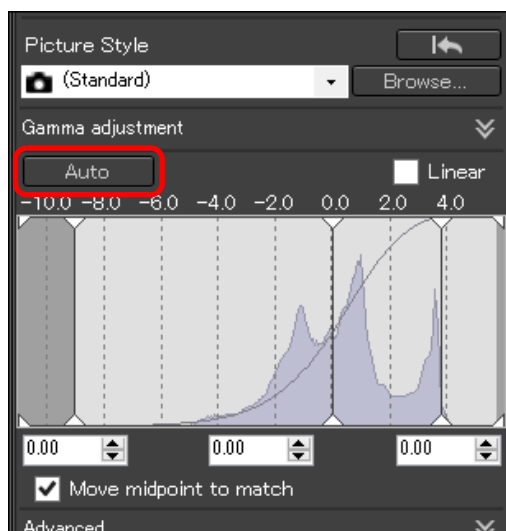 Picture Style
(Standard) Browse...
Gamma adjustment
Auto Linear
-10.0 -8.0 -6.0 -4.0 -2.0 0.0 2.0 4.0
0.00 0.00 0.00
Move midpoint to match
Advanced